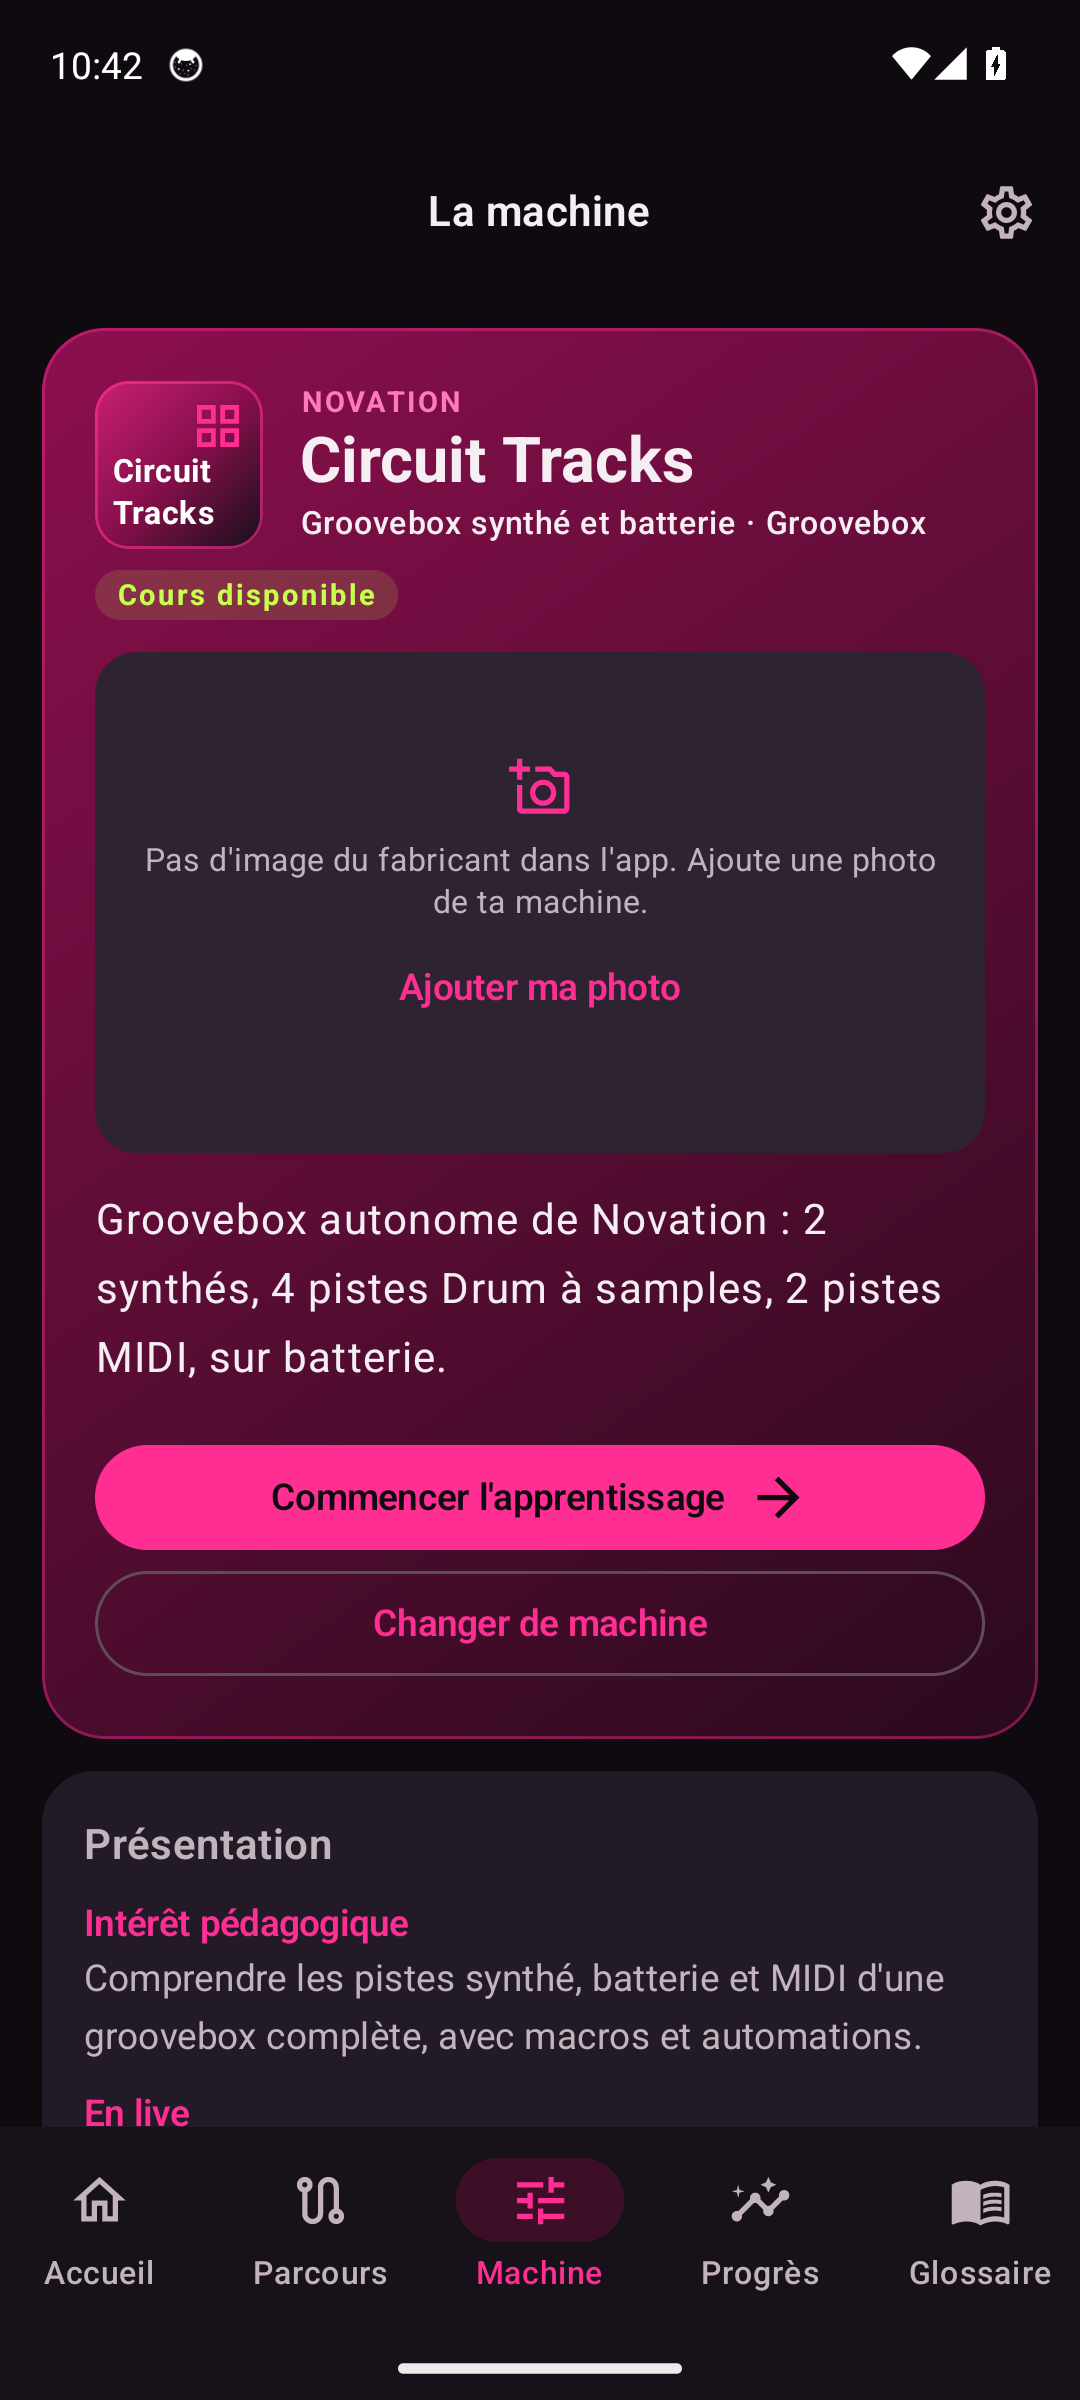 10:42
La machine
Circuit
Tracks
NOVATION
Circuit Tracks
Groovebox synthé et batterie · Groovebox
Cours disponible
Pas d'image du fabricant dans l'app. Ajoute une photo
de ta machine.
Ajouter ma photo
Groovebox autonome de Novation : 2
synthés, 4 pistes Drum à samples, 2 pistes
MIDI, sur batterie.
Commencer l'apprentissage
Changer de machine
Présentation
Intérêt pédagogique
Comprendre les pistes synthé, batterie et MIDI d'une
groovebox complète, avec macros et automations.
En live
Accueil
Parcours
Machine
Progrès
Glossaire